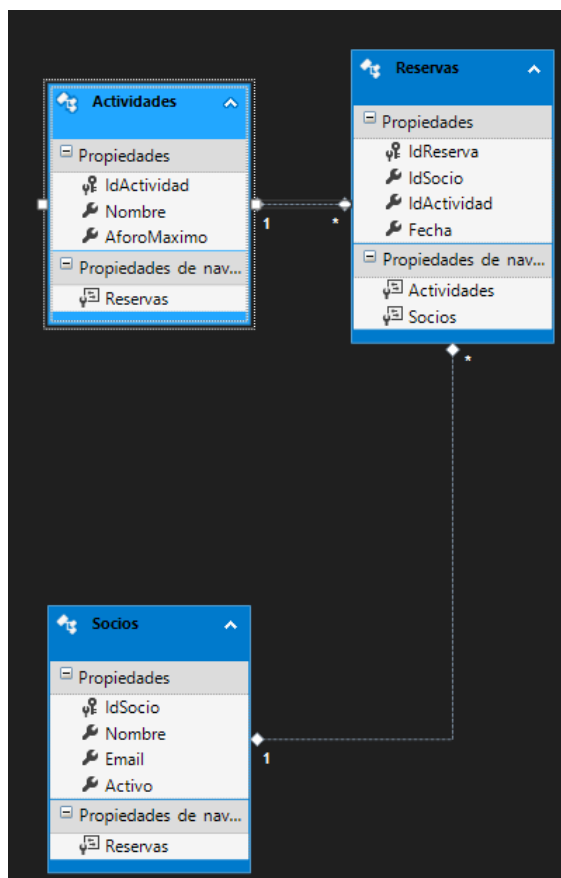 Actividades
Propiedades
IdActividad
Nombre
AforoMaximo
Propiedades de nav...
Reservas
1
*
Reservas
Propiedades
IdReserva
IdSocio
IdActividad
Fecha
Propiedades de nav...
Actividades
Socios
*
Socios
Propiedades
IdSocio
Nombre
Email
Activo
Propiedades de nav...
Reservas
1